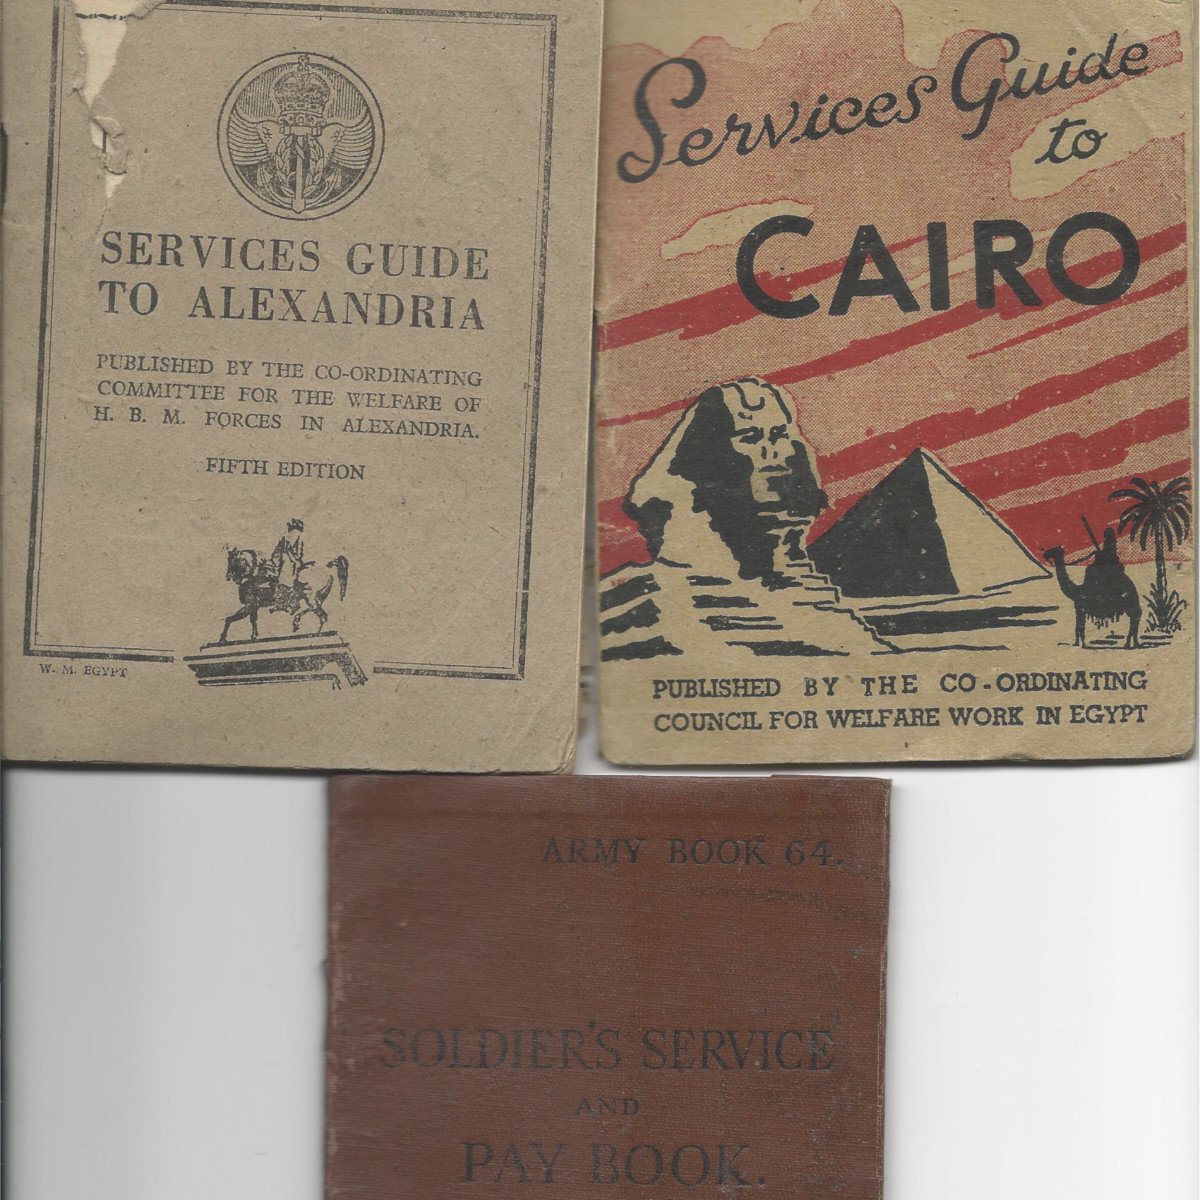 SERVICES GUIDE
TO ALEXANDRIA
PUBLISHED BY THE CO-ORDINATING
COMMITTEE FOR THE WELFARE OF
H. B. M. FORCES IN ALEXANDRIA.
FIFTH EDITION
W. M. EGYPT
Services Guide
to
CAIRO
PUBLISHED BY THE CO-ORDINATING
COUNCIL FOR WELFARE WORK IN EGYPT
ARMY BOOK 64.
SOLDIER'S SERVICE
AND
PAY BOOK.